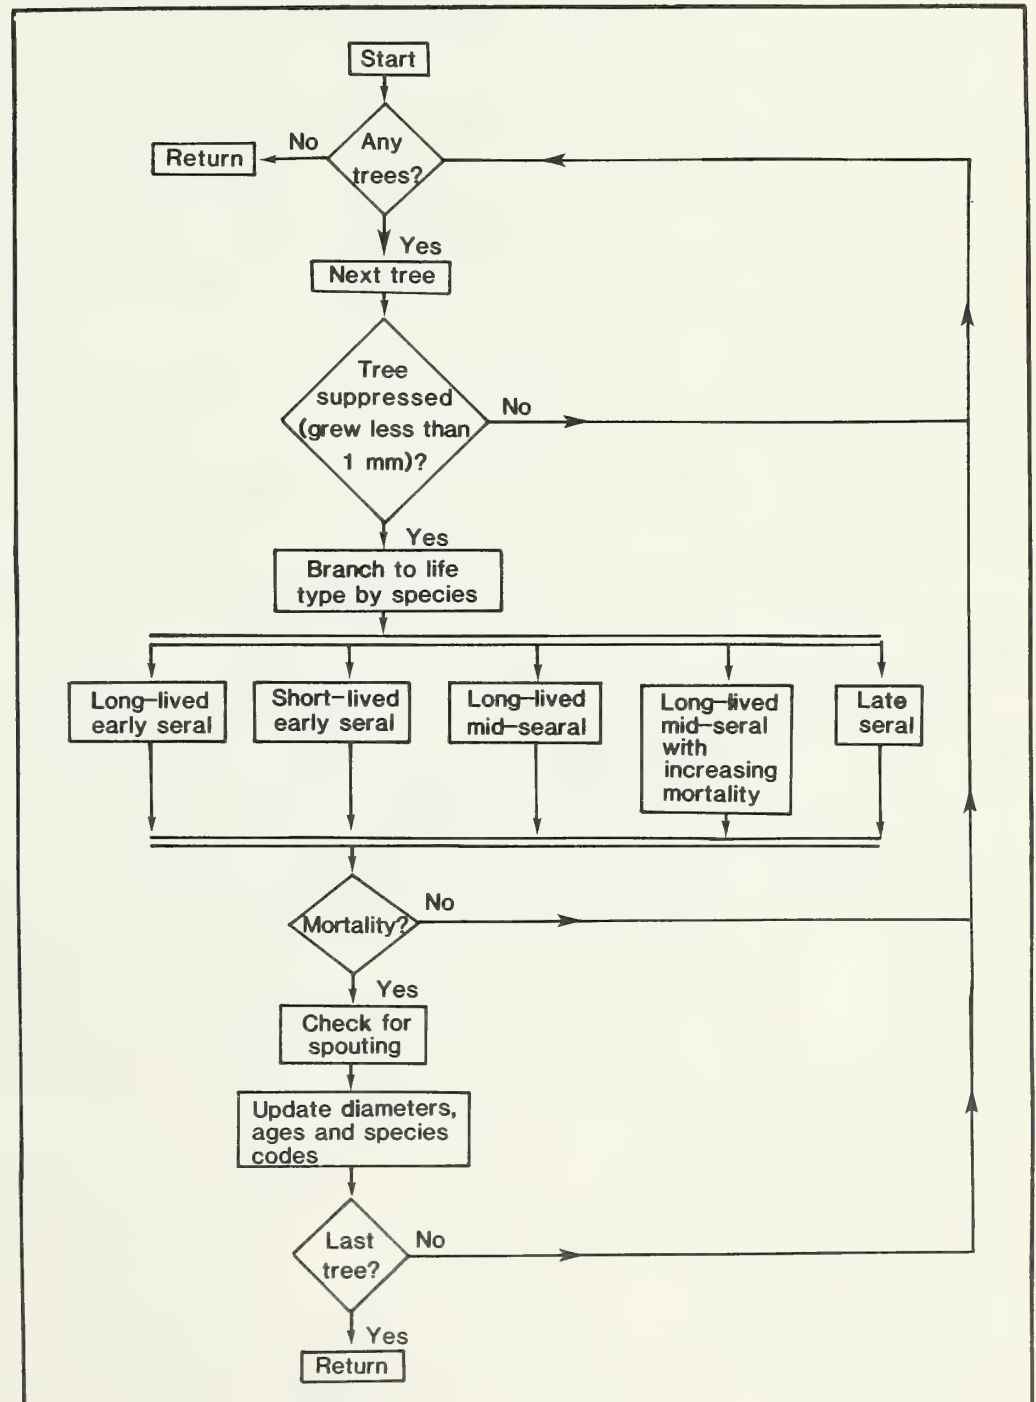 Start
Any
trees?
No
Return
Yes
Next tree
Tree
suppressed
(grew less than
1 mm)?
No
Yes
Branch to life
type by species
Long-lived
early seral
Short-lived
early seral
Long-lived
mid-searal
Long-lived
mid-seral
with
increasing
mortality
Late
seral
Mortality?
No
Yes
Check for
spouting
Update diameters,
ages and species
codes
Last
tree?
No
Yes
Return